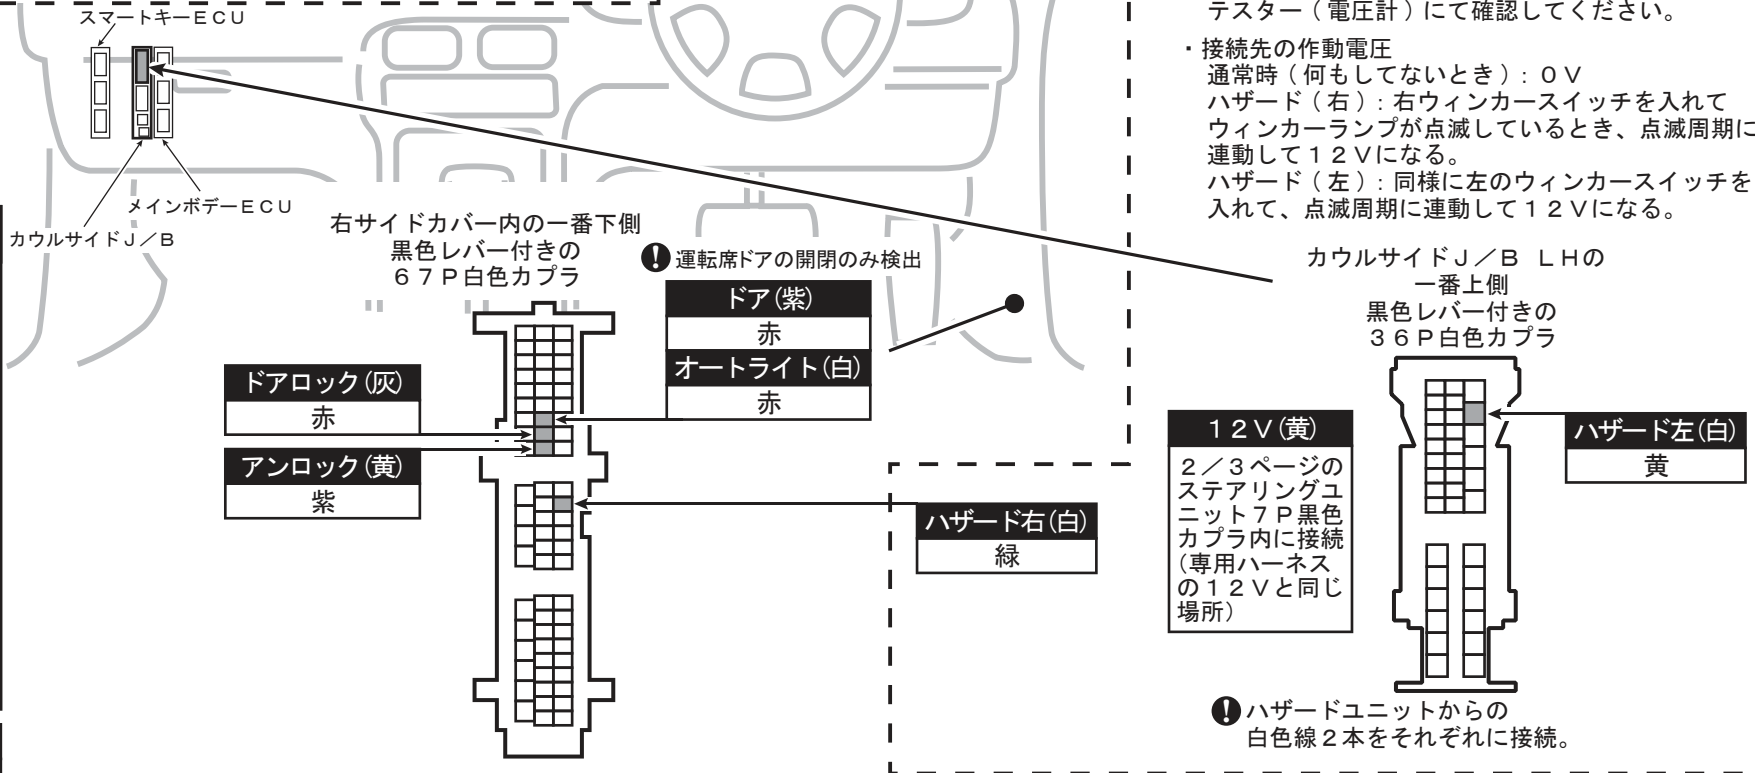 スマートキーＥＣＵ
メインボデーＥＣＵ
カウルサイドＪ／Ｂ
右サイドカバー内の一番下側
黒色レバー付きの
６７Ｐ白色カプラ
運転席ドアの開閉のみ検出
ドア(紫)
赤
オートライト(白)
赤
ドアロック(灰)
赤
アンロック(黄)
紫
ハザード右(白)
緑
テスター（電圧計）にて確認してください。
・接続先の作動電圧
通常時（何もしてないとき）：０Ｖ
ハザード（右）：右ウィンカースイッチを入れて
ウィンカーランプが点滅しているとき、点滅周期に
連動して１２Ｖになる。
ハザード（左）：同様に左のウィンカースイッチを
入れて、点滅周期に連動して１２Ｖになる。
カウルサイドＪ／Ｂ ＬＨの
一番上側
黒色レバー付きの
３６Ｐ白色カプラ
１２Ｖ(黄)
２／３ページの
ステアリングユ
ニット７Ｐ黒色
カプラ内に接続
(専用ハーネス
の１２Ｖと同じ
場所)
ハザード左(白)
黄
ハザードユニットからの
白色線２本をそれぞれに接続。